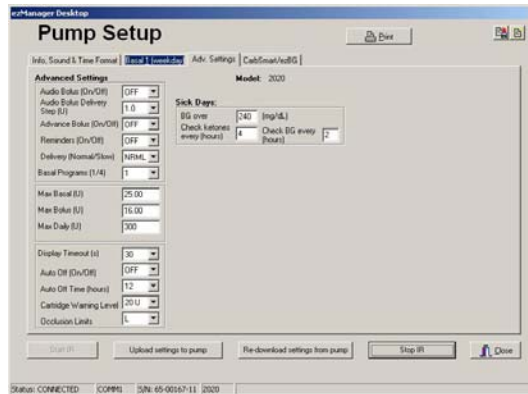 ezManager Desktop
Pump Setup
Print
Info, Sound & Time Format
Basal 1 (weekday)
Adv. Settings
CarbSmart/ezBG
Advanced Settings
Model: 2020
Audio Bolus (On/Off) OFF
Audio Bolus Delivery Step (U) 1.0
Advance Bolus (On/Off) OFF
Reminders (On/Off) OFF
Delivery (Normal/Slow) NRML
Basal Programs (1/4) 1
Sick Days:
BG over 240 (mg/dL)
Check ketones every (hours) 4
Check BG every (hours) 2
Max Basal (U) 25.00
Max Bolus (U) 16.00
Max Daily (U) 300
Display Timeout (s) 30
Auto Off (On/Off) OFF
Auto Off Time (hours) 12
Cartridge Warning Level 20 U
Occlusion Limits L
Start IR
Upload settings to pump
Re-download settings from pump
Stop IR
Close
Status: CONNECTED COMM1 S/N: 65-00167-11 2020